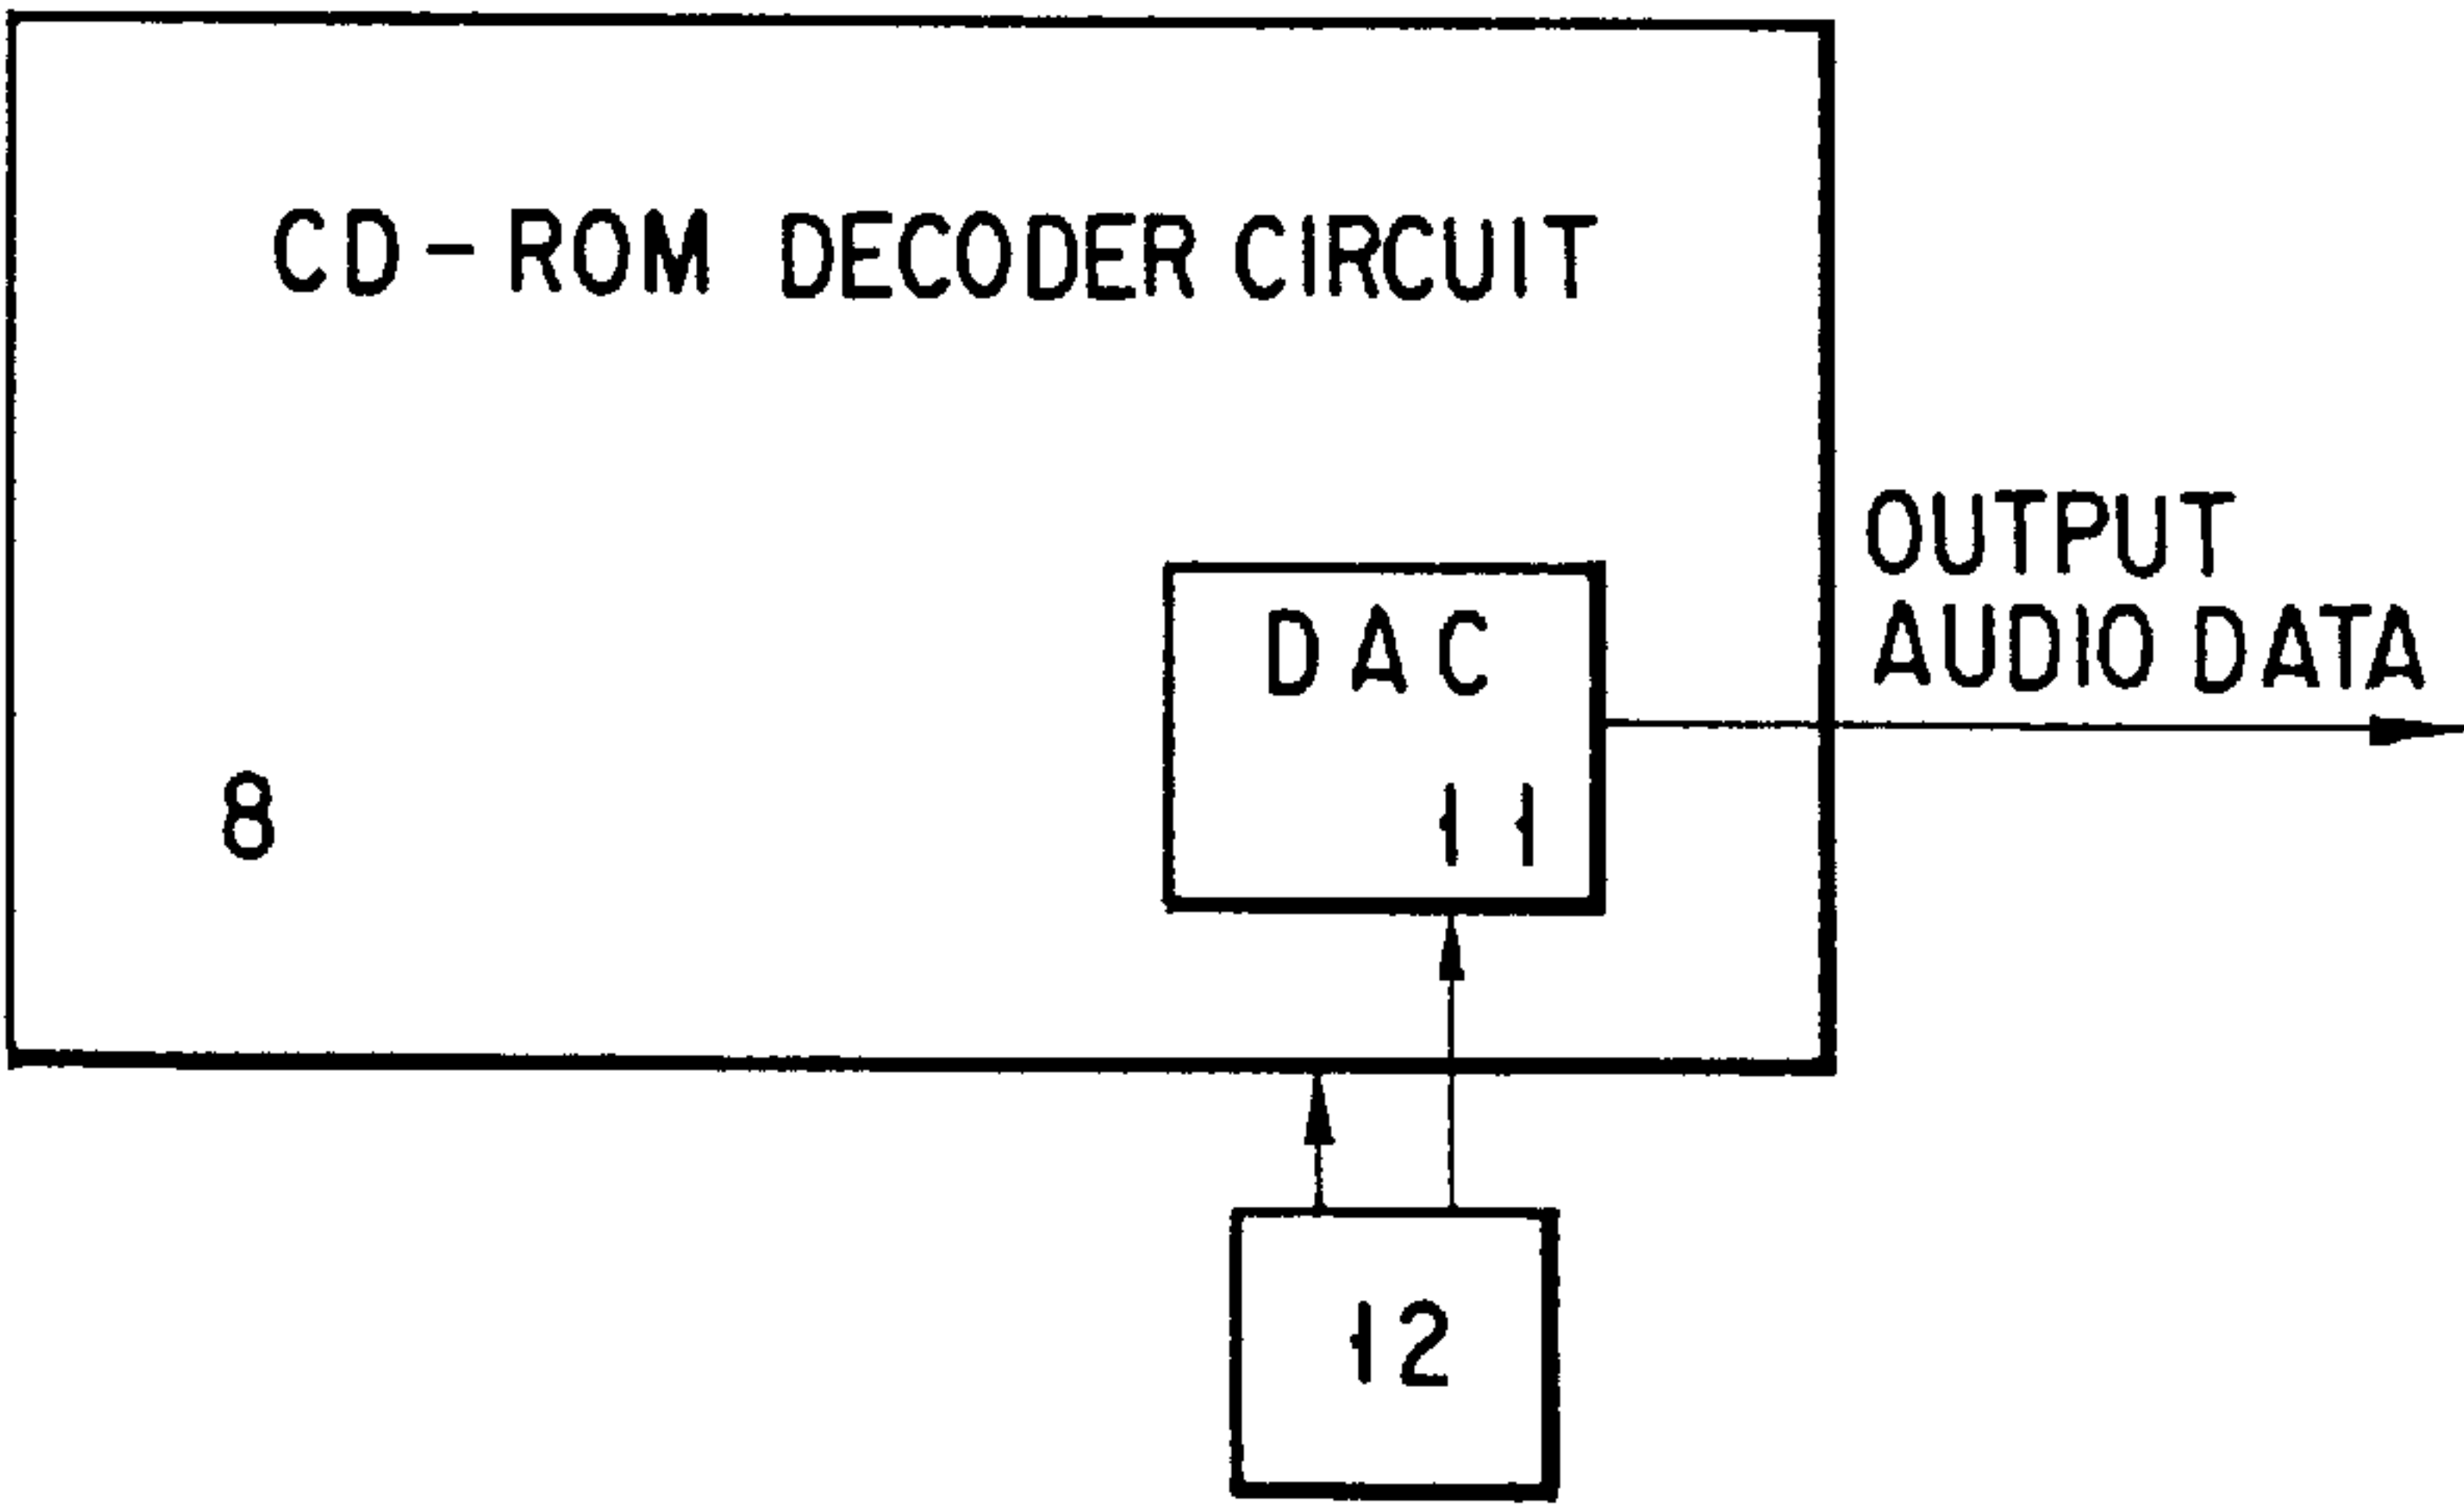 CD-ROM DECODER CIRCUIT
OUTPUT
AUDIO DATA
DAC
11
8
12